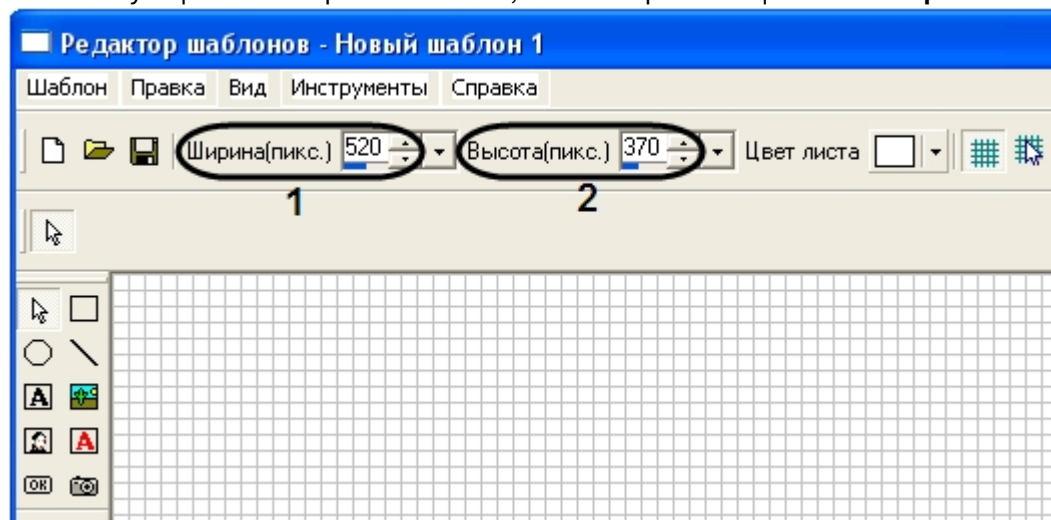 Редактор шаблонов - Новый шаблон 1
Шаблон Правка Вид Инструменты Справка
Ширина(пикс.) 520 Высота(пикс.) 370 Цвет листа
1 2
A
A
OK